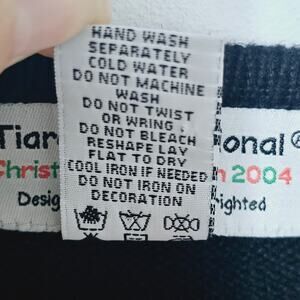 HAND WASH
SEPARATELY
COLD WATER
DO NOT MACHINE
WASH
DO NOT TWIST
OR WRING.
DO NOT BLEACH
RESHAPE LAY
FLAT TO DRY
COOL IRON IF NEEDED
DO NOT IRON ON
DECORATION
Tiar
onal®
Christ
n 2004
Desig
ighted